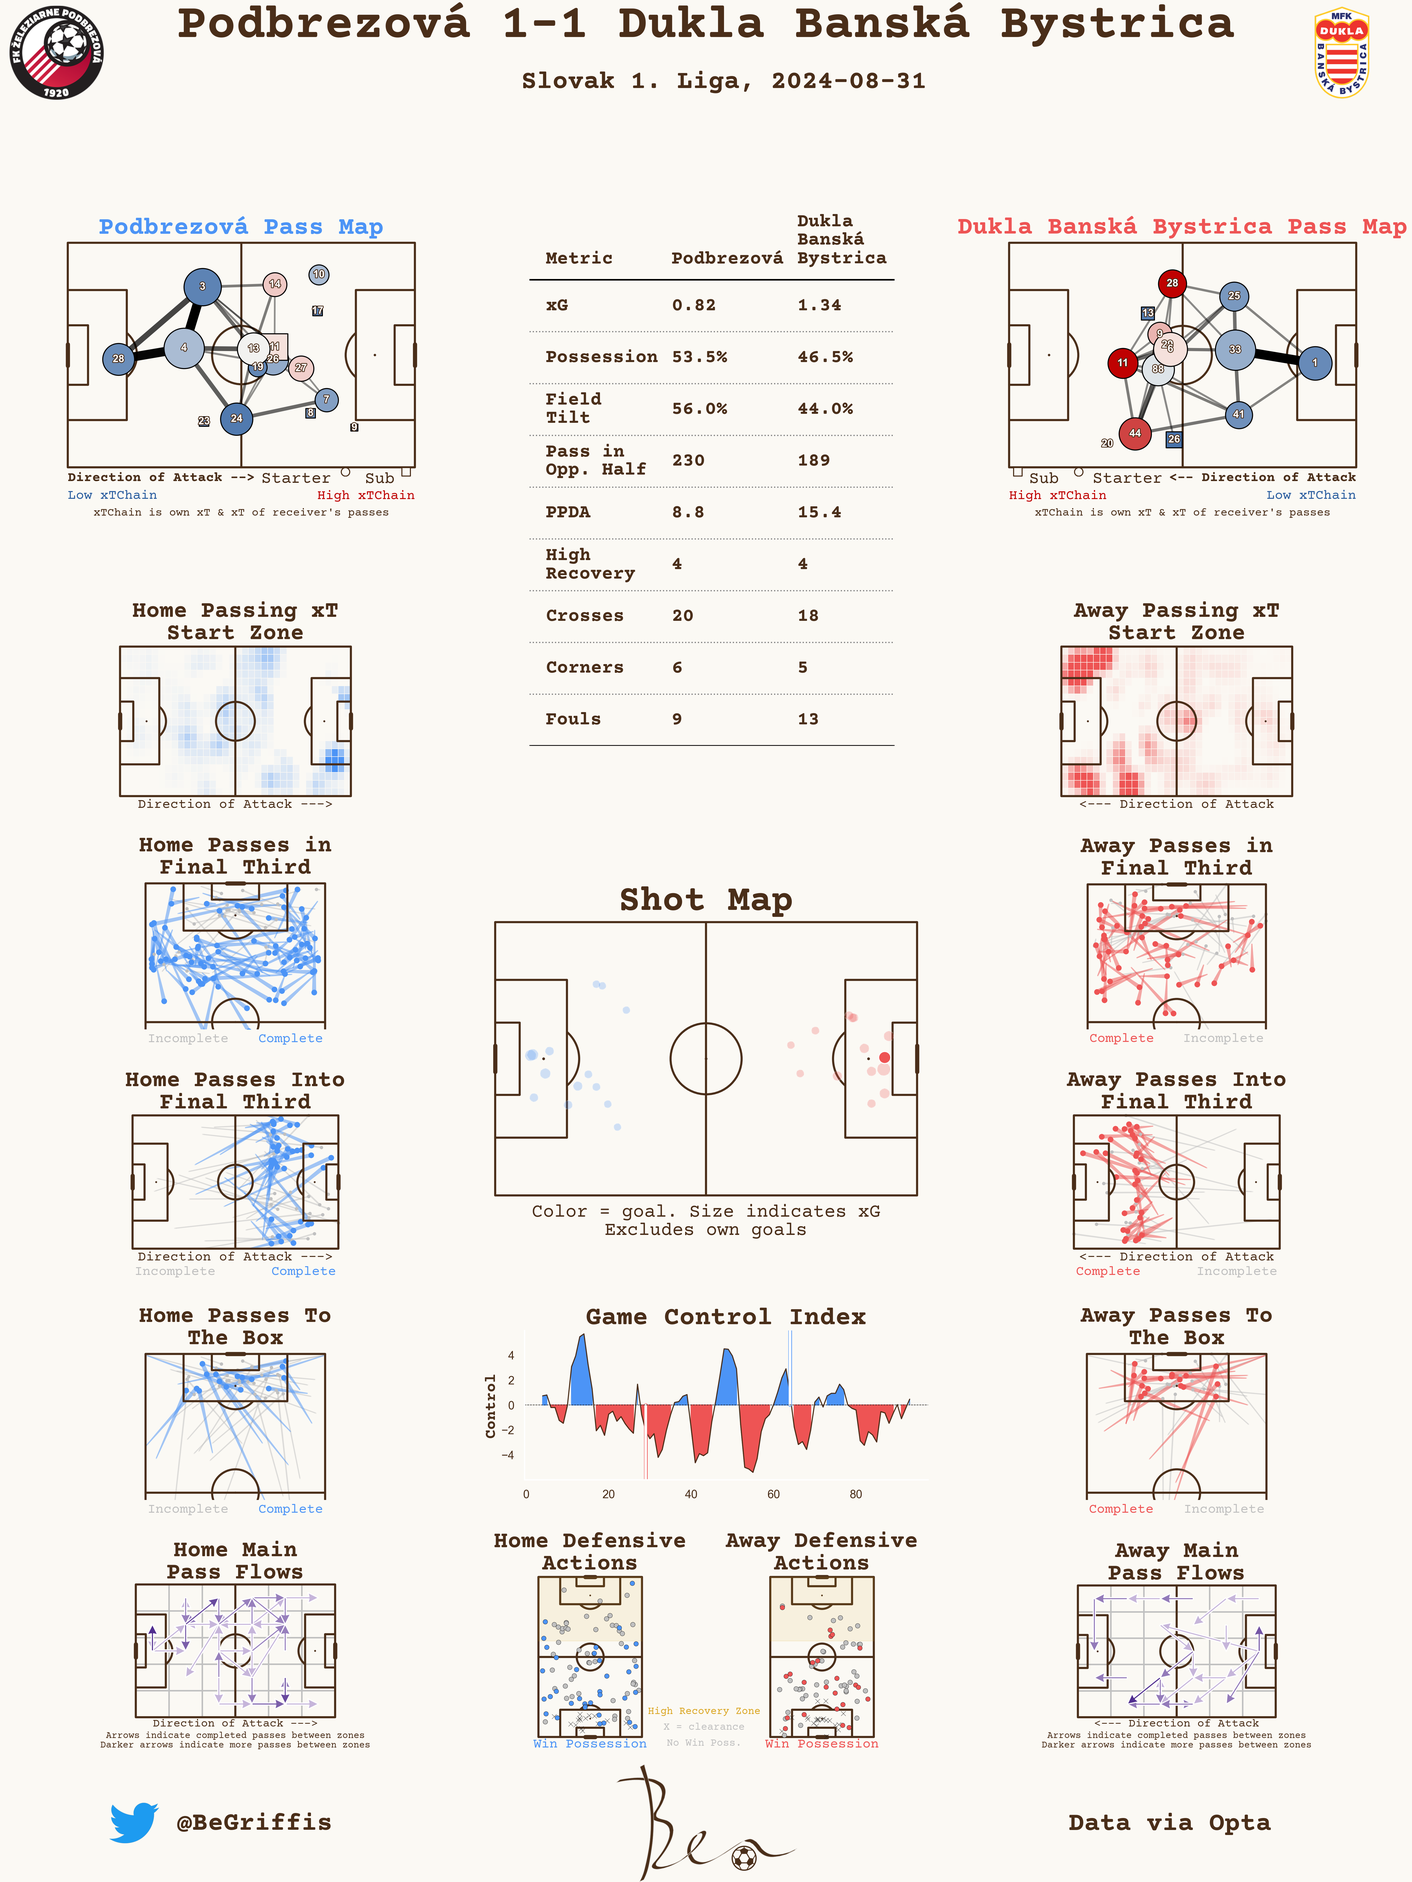 Podbrezová 1-1 Dukla Banská Bystrica
Slovak 1. Liga, 2024-08-31
FK ŽELEZIARNE PODBREZOVÁ
1920
MFK
DUKLA
BANSKÁ BYSTRICA
Podbrezová Pass Map
3
14
10
17
28
4
13
11
26
19
27
7
8
23
24
9
Direction of Attack --> Starter Sub
Low xTChain High xTChain
xTChain is own xT & xT of receiver's passes
Metric Podbrezová Dukla
Banská
Bystrica
xG 0.82 1.34
Possession 53.5% 46.5%
Field
Tilt 56.0% 44.0%
Pass in
Opp. Half 230 189
PPDA 8.8 15.4
High
Recovery 4 4
Crosses 20 18
Corners 6 5
Fouls 9 13
Dukla Banská Bystrica Pass Map
28
25
13
9
6
33
11
88
1
41
44
26
20
Sub Starter <-- Direction of Attack
High xTChain Low xTChain
xTChain is own xT & xT of receiver's passes
Home Passing xT
Start Zone
Direction of Attack --->
Away Passing xT
Start Zone
<--- Direction of Attack
Home Passes in
Final Third
Incomplete Complete
Away Passes in
Final Third
Complete Incomplete
Shot Map
Color = goal. Size indicates xG
Excludes own goals
Home Passes Into
Final Third
Direction of Attack --->
Incomplete Complete
Away Passes Into
Final Third
<--- Direction of Attack
Complete Incomplete
Home Passes To
The Box
Incomplete Complete
Game Control Index
Control
4
2
0
−2
−4
0 20 40 60 80
Away Passes To
The Box
Complete Incomplete
Home Main
Pass Flows
Direction of Attack --->
Arrows indicate completed passes between zones
Darker arrows indicate more passes between zones
Home Defensive
Actions
Win Possession
Away Defensive
Actions
Win Possession
High Recovery Zone
X = clearance
No Win Poss.
Away Main
Pass Flows
<--- Direction of Attack
Arrows indicate completed passes between zones
Darker arrows indicate more passes between zones
@BeGriffis
Ben
Data via Opta